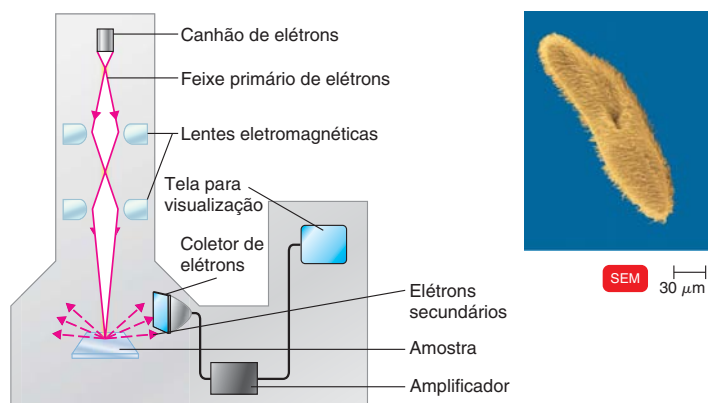 Canhão de elétrons
Feixe primário de elétrons
Lentes eletromagnéticas
Tela para
visualização
Coletor de
elétrons
Elétrons
secundários
Amostra
Amplificador
SEM
30 μm